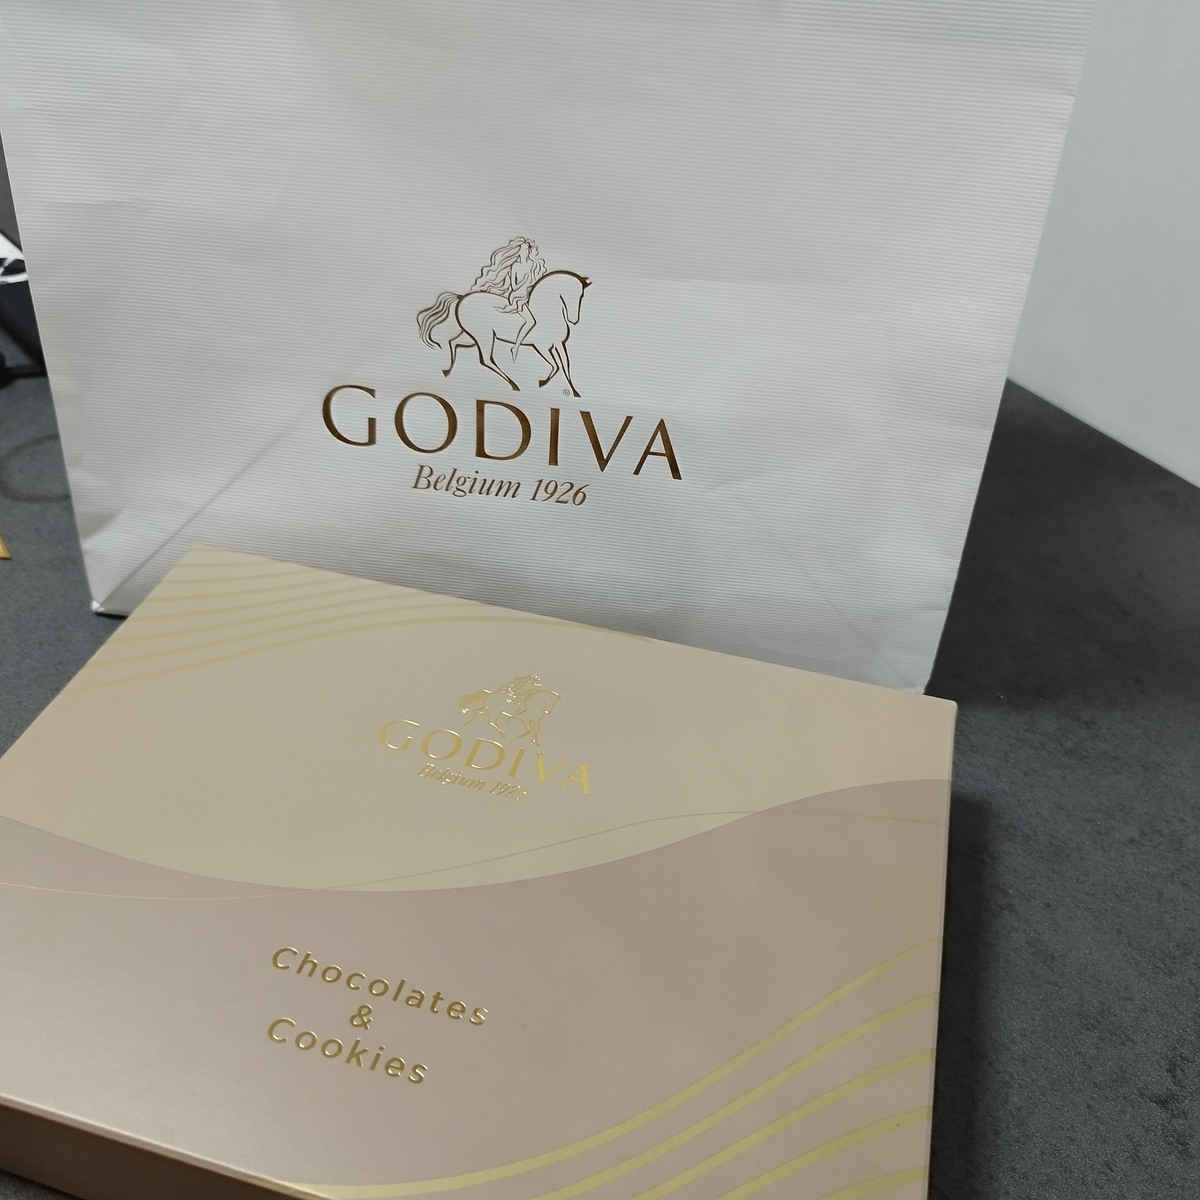 GODIVA
Belgium 1926
GODIVA
Belgium 1926
Chocolates
&
Cookies